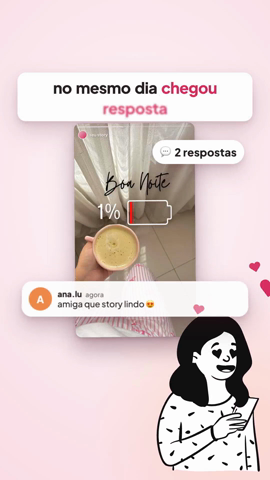 no mesmo dia chegou
resposta
2 respostas
Boa Noite
1%
A
ana.lu agora
amiga que story lindo 😍